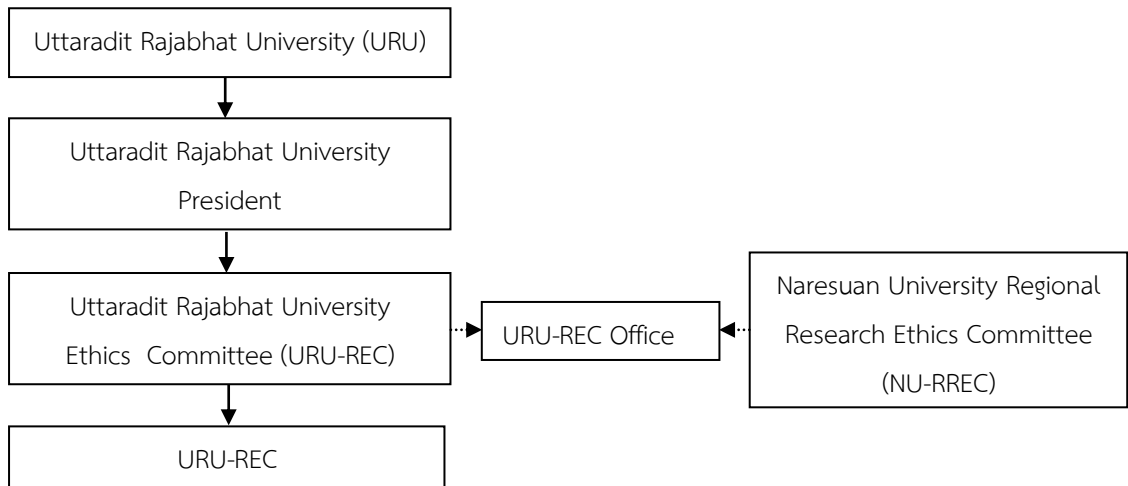 Uttaradit Rajabhat University (URU)
Uttaradit Rajabhat University
President
Uttaradit Rajabhat University
Ethics Committee (URU-REC)
URU-REC Office
Naresuan University Regional
Research Ethics Committee
(NU-RREC)
URU-REC